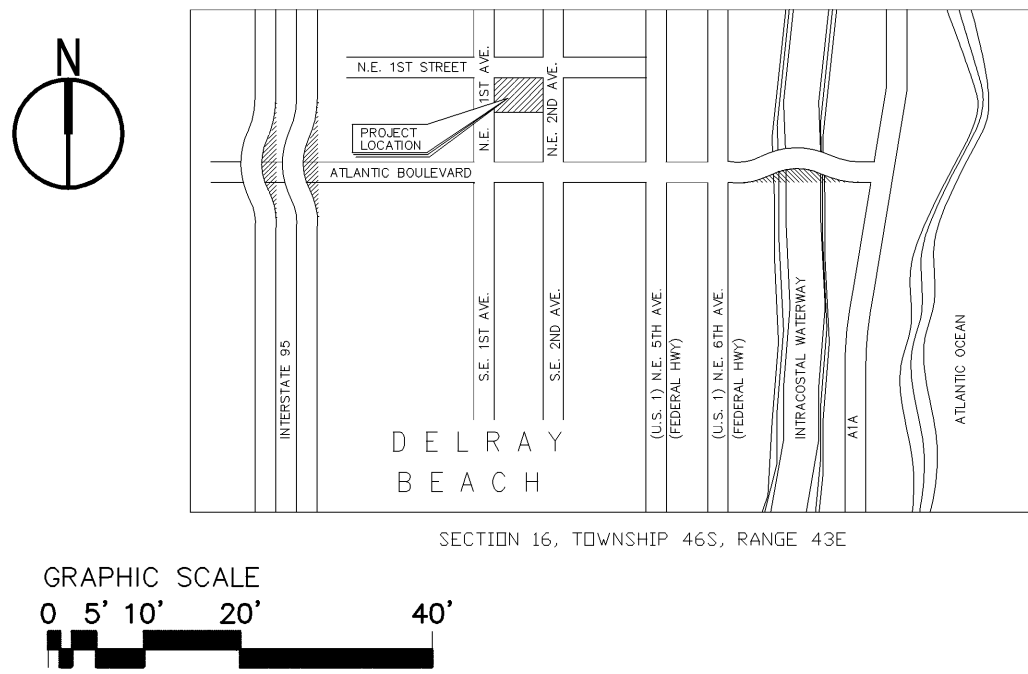 N
N.E. 1ST STREET
N.E. 1ST AVE.
N.E. 2ND AVE.
PROJECT
LOCATION
ATLANTIC BOULEVARD
INTERSTATE 95
S.E. 1ST AVE.
S.E. 2ND AVE.
(U.S. 1) N.E. 5TH AVE.
(FEDERAL HWY)
(U.S. 1) N.E. 6TH AVE.
(FEDERAL HWY)
INTRACOSTAL WATERWAY
A1A
ATLANTIC OCEAN
DELRAY
BEACH
SECTION 16, TOWNSHIP 46S, RANGE 43E
GRAPHIC SCALE
0 5' 10' 20' 40'